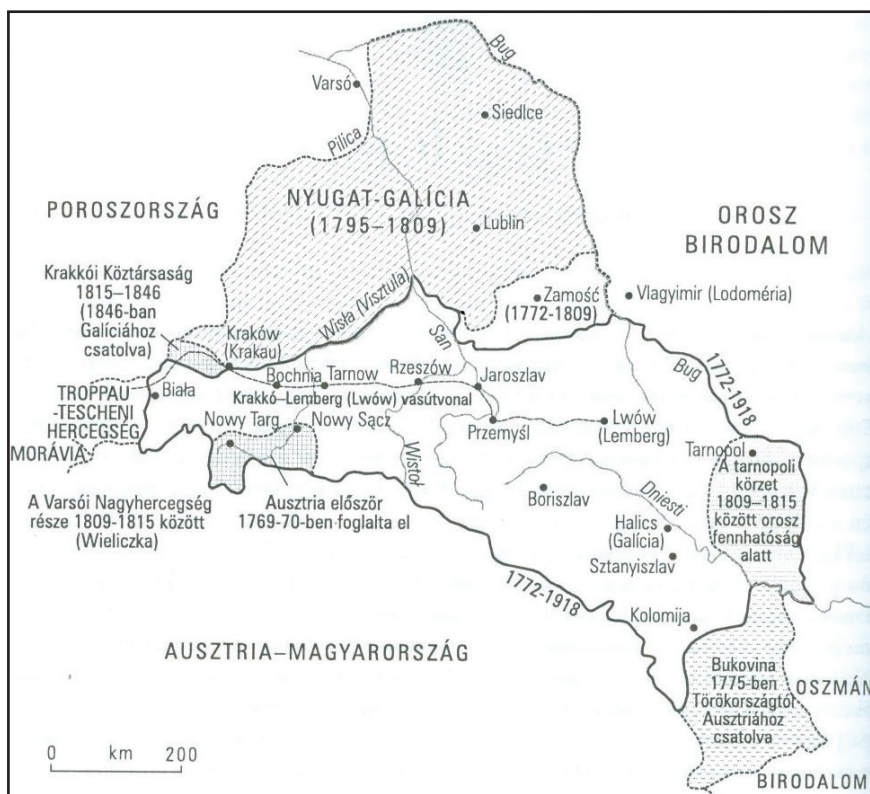 Bug
Varsó
Siedlce
Pilica
POROSZORSZÁG
NYUGAT-GALÍCIA
(1795–1809)
Lublin
OROSZ
BIRODALOM
Krakkói Köztársaság
1815–1846
(1846-ban
Galíciához
csatolva)
Kraków
(Krakau)
Wisła (Visztula)
San
Zamość
(1772-1809)
Vlagyimir (Lodoméria)
TROPPAU
-TESCHENI
HERCEGSÉG
MORÁVIA
Biała
Bochnia
Tarnow
Rzeszów
Jaroszlav
Krakkó–Lemberg (Lwów) vasútvonal
Nowy Targ
Nowy Sącz
Wistoł
Przemyśl
Lwów
(Lemberg)
Bug
1772-1918
A Varsói Nagyhercegség
része 1809-1815 között
(Wieliczka)
Ausztria először
1769-70-ben foglalta el
Boriszlav
Dniesti
Halics
(Galícia)
Sztanyiszlav
Tarnopol
A tarnopoli
körzet
1809–1815
között orosz
fennhatóság
alatt
1772-1918
Kolomija
AUSZTRIA–MAGYARORSZÁG
Bukovina
1775-ben
Törökországtól
Ausztriához
csatolva
OSZMÁN
BIRODALOM
0 km 200